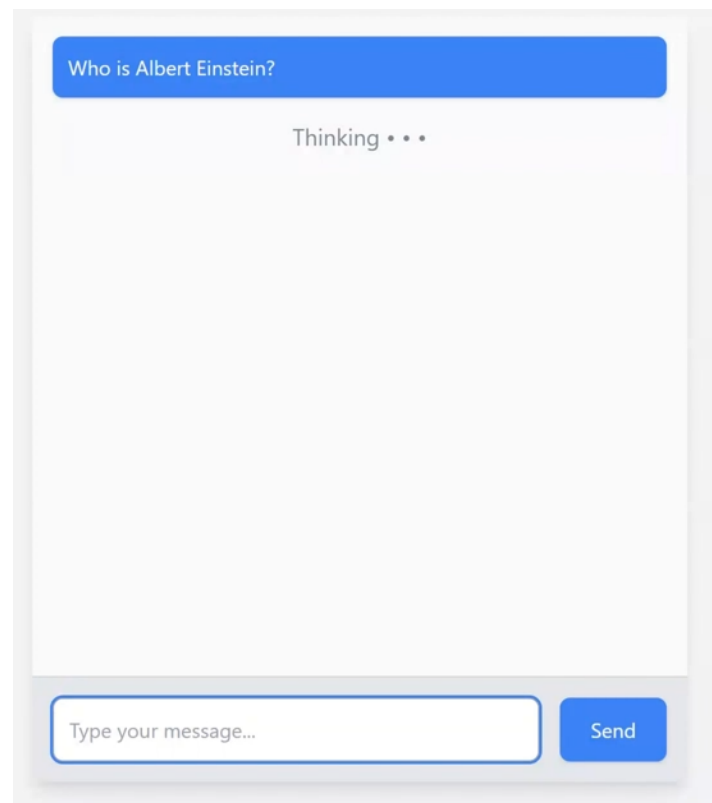 Who is Albert Einstein?
Thinking • • •
Type your message...
Send